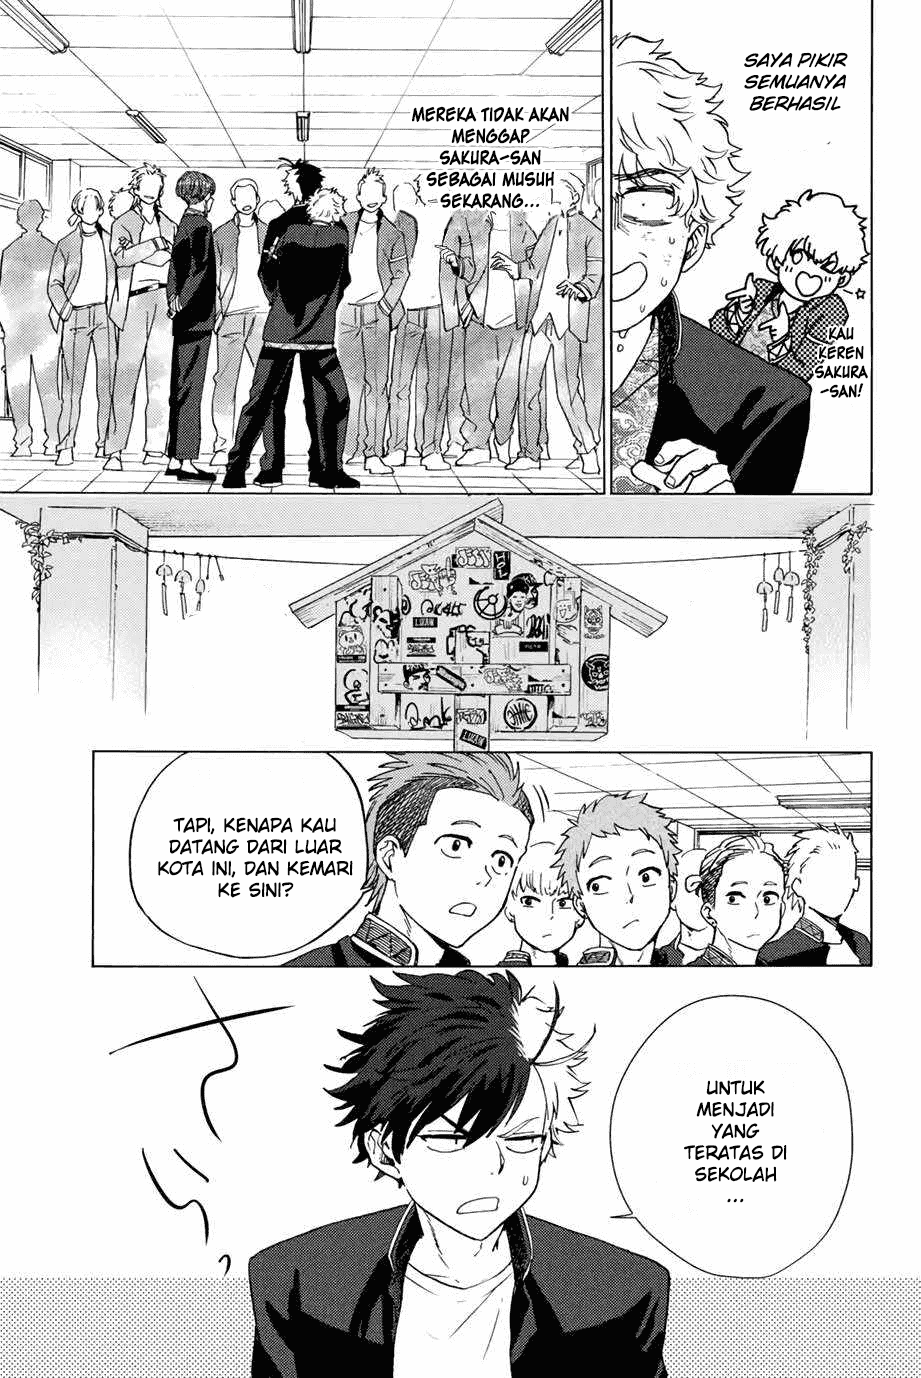 SAYA PIKIR
SEMUANYA
BERHASIL
KAU
KEREN
SAKURA
-SAN!
MEREKA TIDAK AKAN
MENGGAP
SAKURA-SAN
SEBAGAI MUSUH
SEKARANG...
TAPI, KENAPA KAU
DATANG DARI LUAR
KOTA INI, DAN KEMARI
KE SINI?
UNTUK
MENJADI
YANG
TERATAS DI
SEKOLAH
...